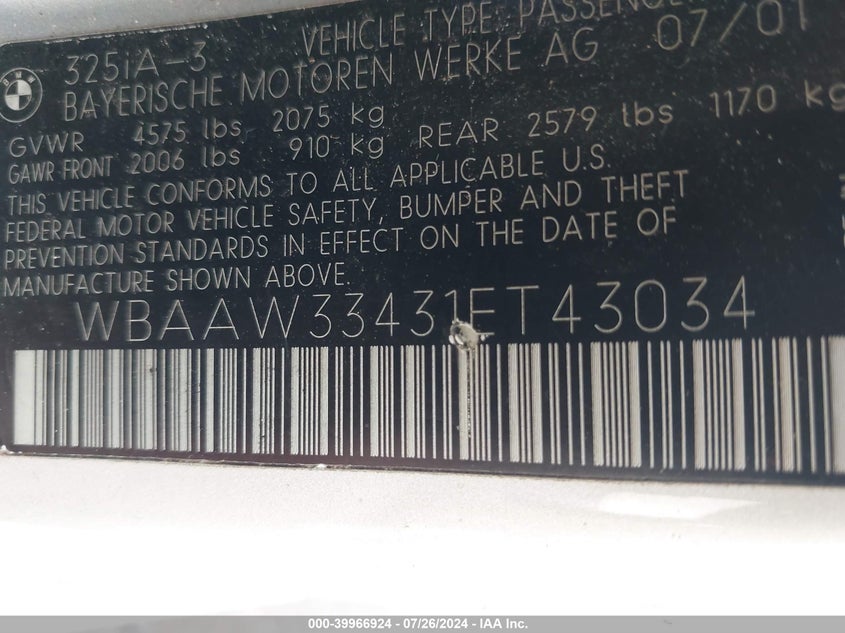 325iA-3 VEHICLE TYPE: PASSENGE
BMW BAYERISCHE MOTOREN WERKE AG 07/01
GVWR 4575 lbs 2075 kg
GAWR FRONT 2006 lbs 910 kg REAR 2579 lbs 1170 kg
THIS VEHICLE CONFORMS TO ALL APPLICABLE U.S.
FEDERAL MOTOR VEHICLE SAFETY, BUMPER AND THEFT
PREVENTION STANDARDS IN EFFECT ON THE DATE OF
MANUFACTURE SHOWN ABOVE.
WBAAW33431ET43034
000-39966924 / 07/26/2024 - IAA Inc.